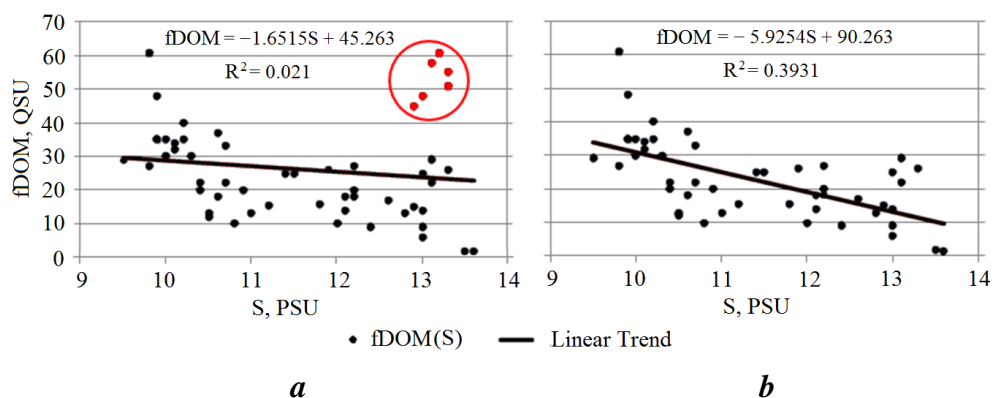 70
60
50
40
30
20
10
0
fDOM, QSU
fDOM = −1.6515S + 45.263
R² = 0.021
9 10 11 12 13 14
S, PSU
fDOM = − 5.9254S + 90.263
R² = 0.3931
9 10 11 12 13 14
S, PSU
fDOM(S) Linear Trend
a b